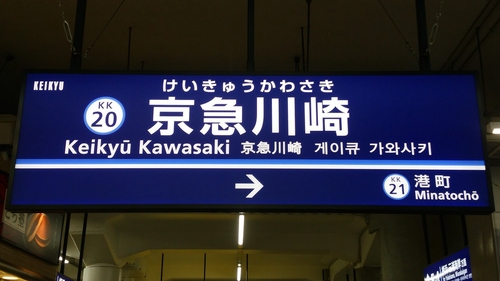 KEIKYU
けいきゅうかわさき
KK 20 京急川崎
Keikyū Kawasaki 京急川崎 게이큐 가와사키
→
KK 21 港町
Minatochō